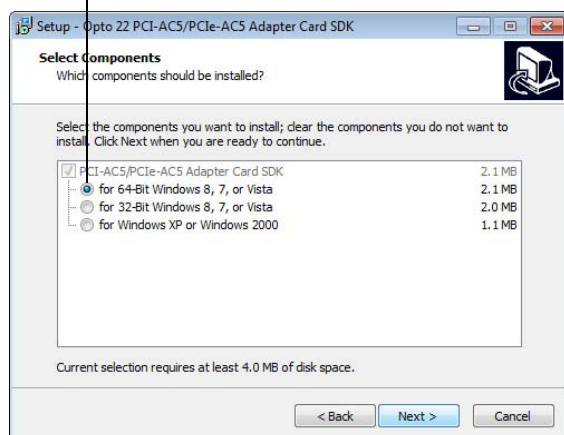 Setup - Opto 22 PCI-AC5/PCIe-AC5 Adapter Card SDK
Select Components
Which components should be installed?
Select the components you want to install; clear the components you do not want to
install. Click Next when you are ready to continue.
PCI-AC5/PCIe-AC5 Adapter Card SDK 2.1 MB
for 64-Bit Windows 8, 7, or Vista 2.1 MB
for 32-Bit Windows 8, 7, or Vista 2.0 MB
for Windows XP or Windows 2000 1.1 MB
Current selection requires at least 4.0 MB of disk space.
< Back Next > Cancel